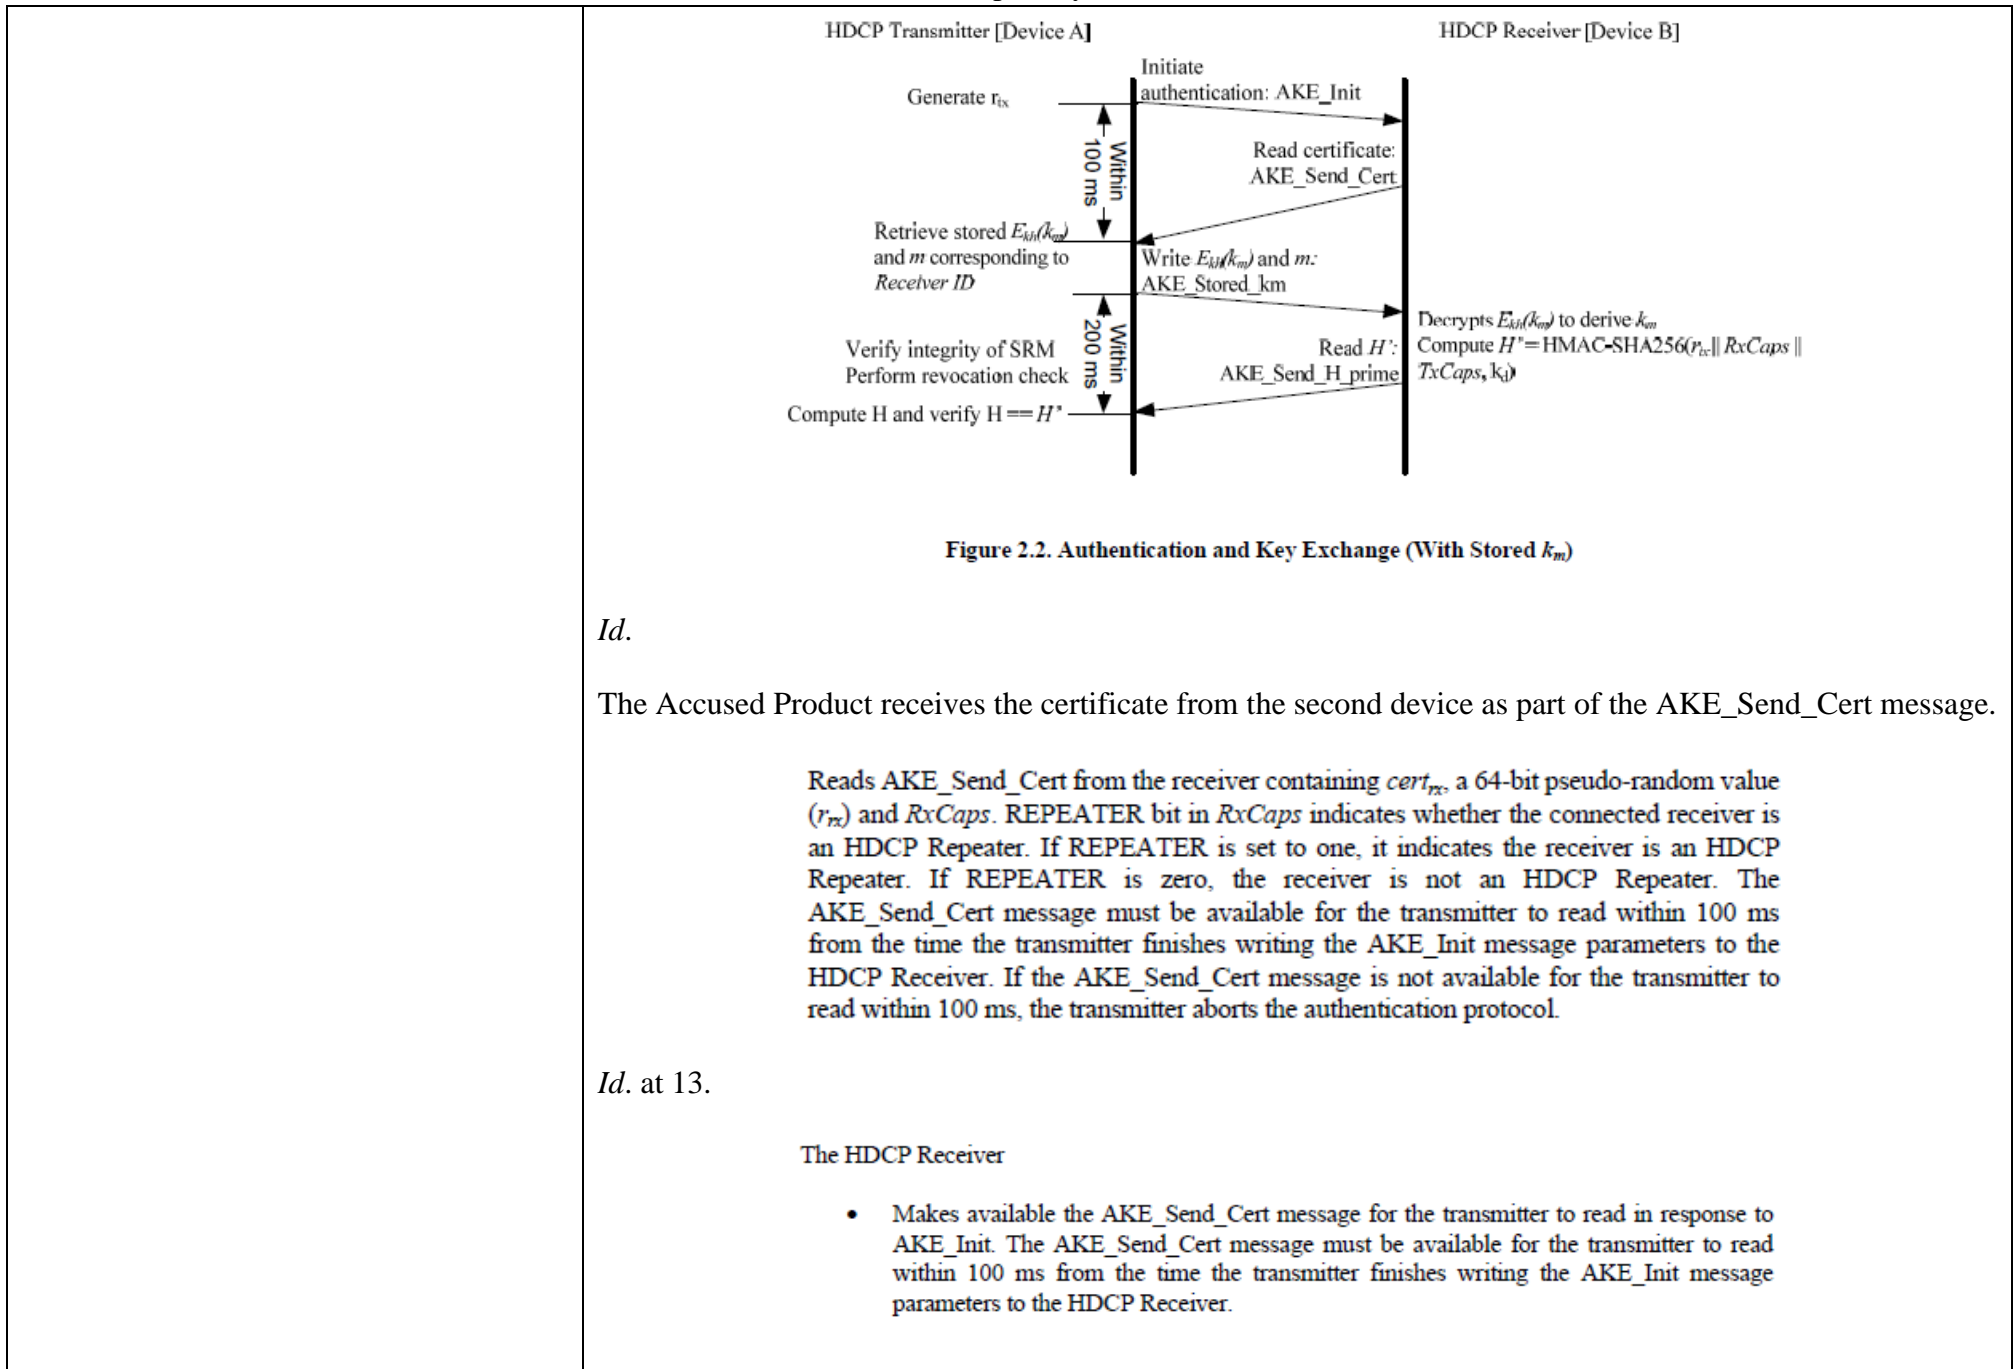 HDCP Transmitter [Device A]
HDCP Receiver [Device B]
Initiate
authentication: AKE_Init
Generate rtx
Within
100 ms
Read certificate:
AKE_Send_Cert
Retrieve stored Ekh(km)
and m corresponding to
Receiver ID
Write Ekh(km) and m:
AKE_Stored_km
Within
200 ms
Decrypts Ekh(km) to derive km
Compute H'=HMAC-SHA256(rtx|| RxCaps ||
TxCaps, kd)
Verify integrity of SRM
Perform revocation check
Read H':
AKE_Send_H_prime
Compute H and verify H == H'
Figure 2.2. Authentication and Key Exchange (With Stored km)
Id.
The Accused Product receives the certificate from the second device as part of the AKE_Send_Cert message.
Reads AKE_Send_Cert from the receiver containing certrx, a 64-bit pseudo-random value
(rrx) and RxCaps. REPEATER bit in RxCaps indicates whether the connected receiver is
an HDCP Repeater. If REPEATER is set to one, it indicates the receiver is an HDCP
Repeater. If REPEATER is zero, the receiver is not an HDCP Repeater. The
AKE_Send_Cert message must be available for the transmitter to read within 100 ms
from the time the transmitter finishes writing the AKE_Init message parameters to the
HDCP Receiver. If the AKE_Send_Cert message is not available for the transmitter to
read within 100 ms, the transmitter aborts the authentication protocol.
Id. at 13.
The HDCP Receiver
• Makes available the AKE_Send_Cert message for the transmitter to read in response to
AKE_Init. The AKE_Send_Cert message must be available for the transmitter to read
within 100 ms from the time the transmitter finishes writing the AKE_Init message
parameters to the HDCP Receiver.